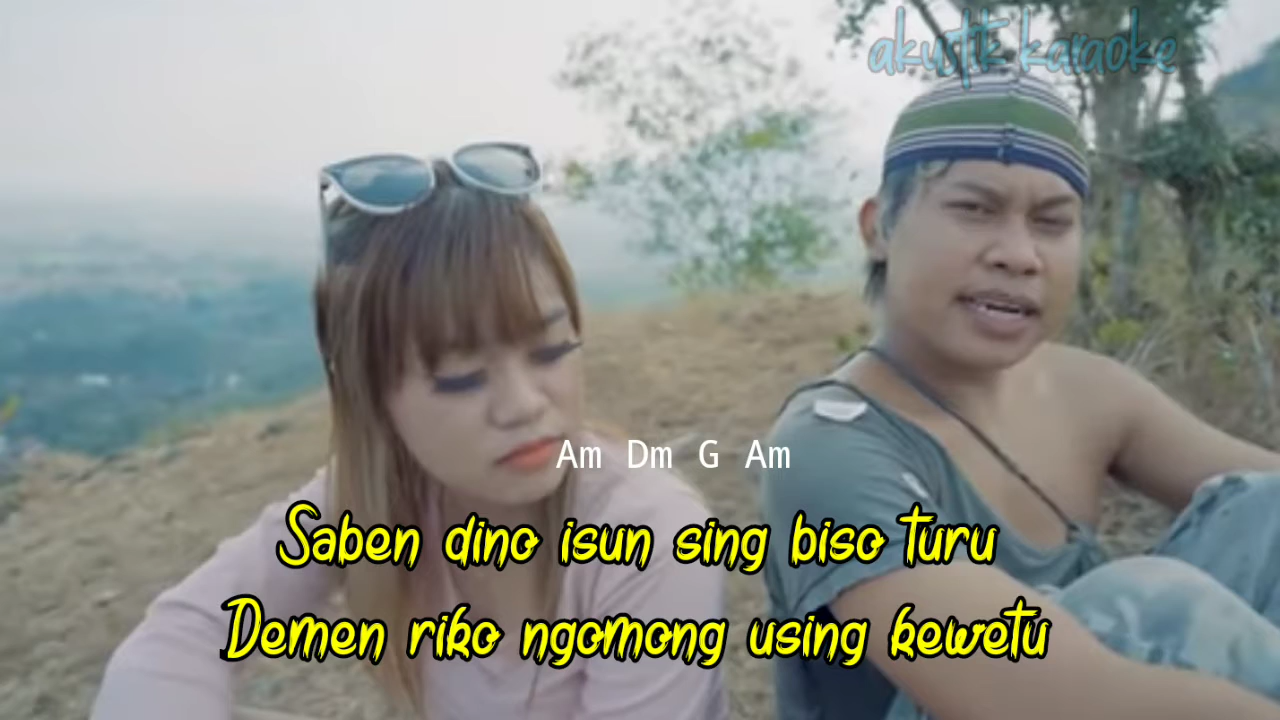 akustik karaoke
Am Dm G Am
Saben dino isun sing biso turu
Demen riko ngomong using kewetu